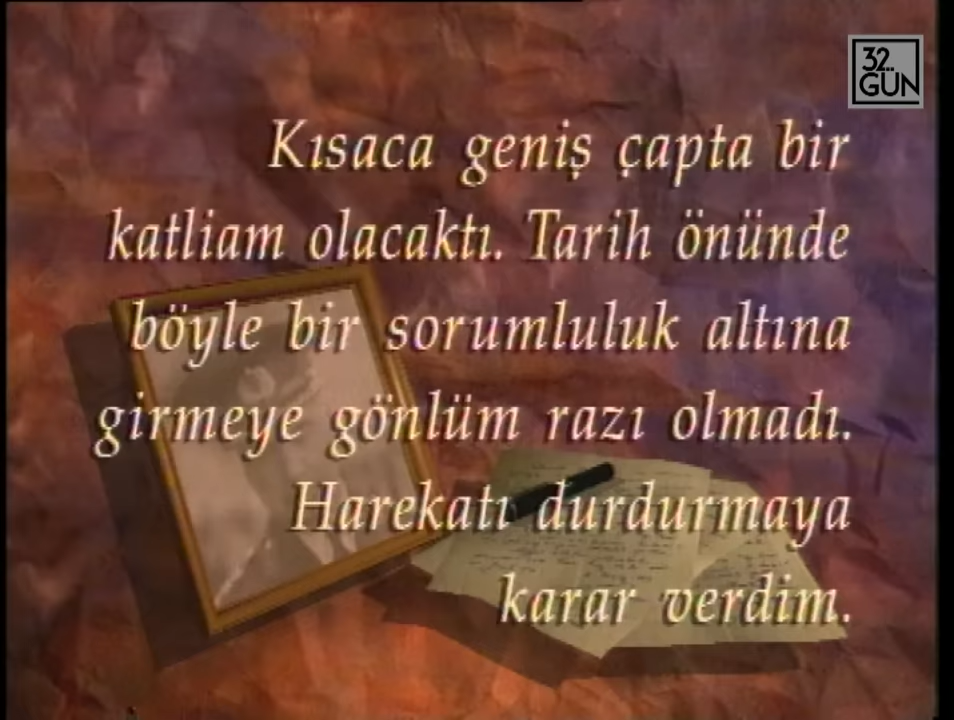 32.
GÜN
Kısaca geniş çapta bir
katliam olacaktı. Tarih önünde
böyle bir sorumluluk altına
girmeye gönlüm razı olmadı.
Harekatı durdurmaya
karar verdim.